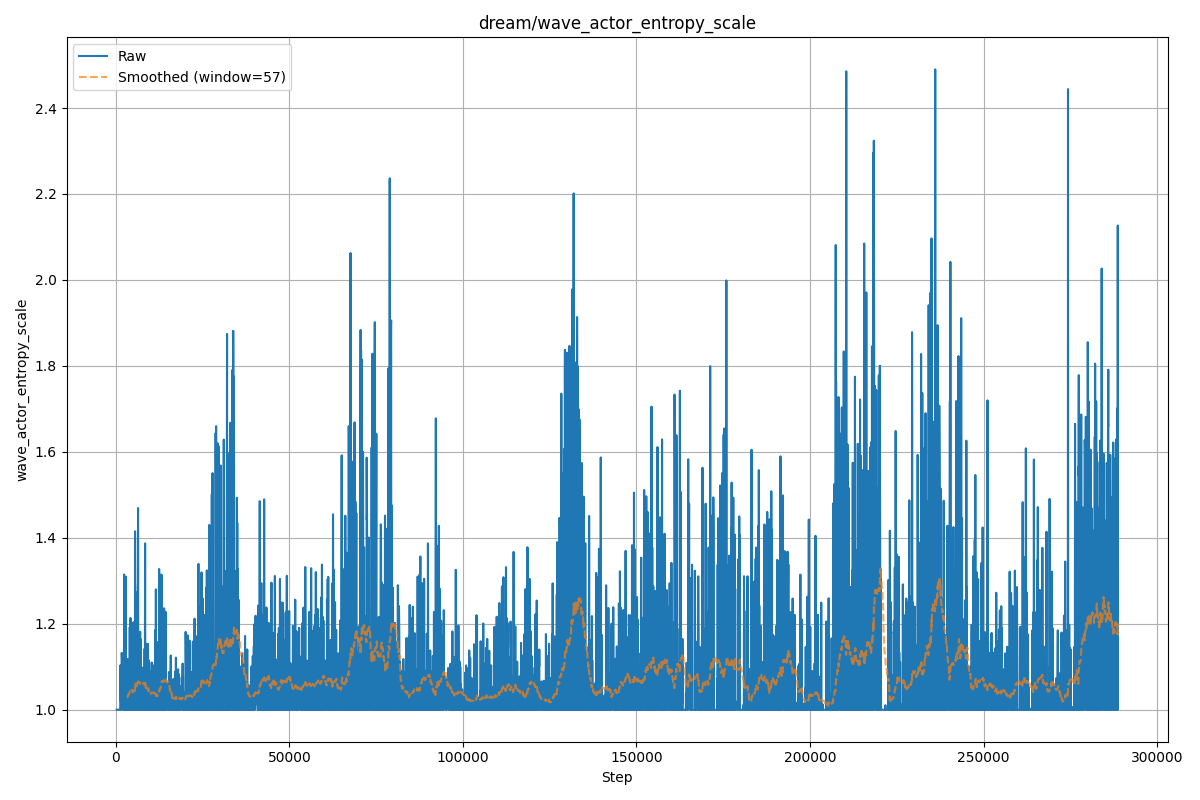 dream/wave_actor_entropy_scale
Raw
Smoothed (window=57)
wave_actor_entropy_scale
2.4
2.2
2.0
1.8
1.6
1.4
1.2
1.0
0 50000 100000 150000 200000 250000 300000
Step